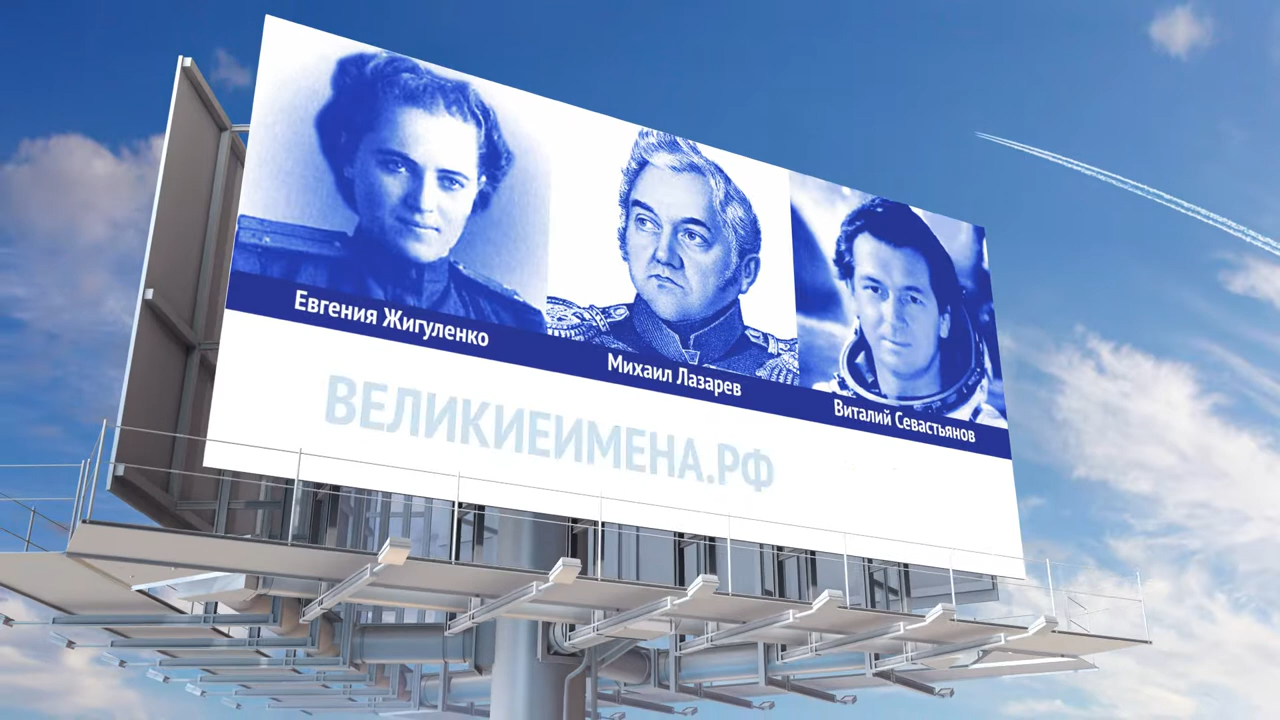 Евгения Жигуленко
Михаил Лазарев
Виталий Севастьянов
ВЕЛИКИЕИМЕНА.РФ